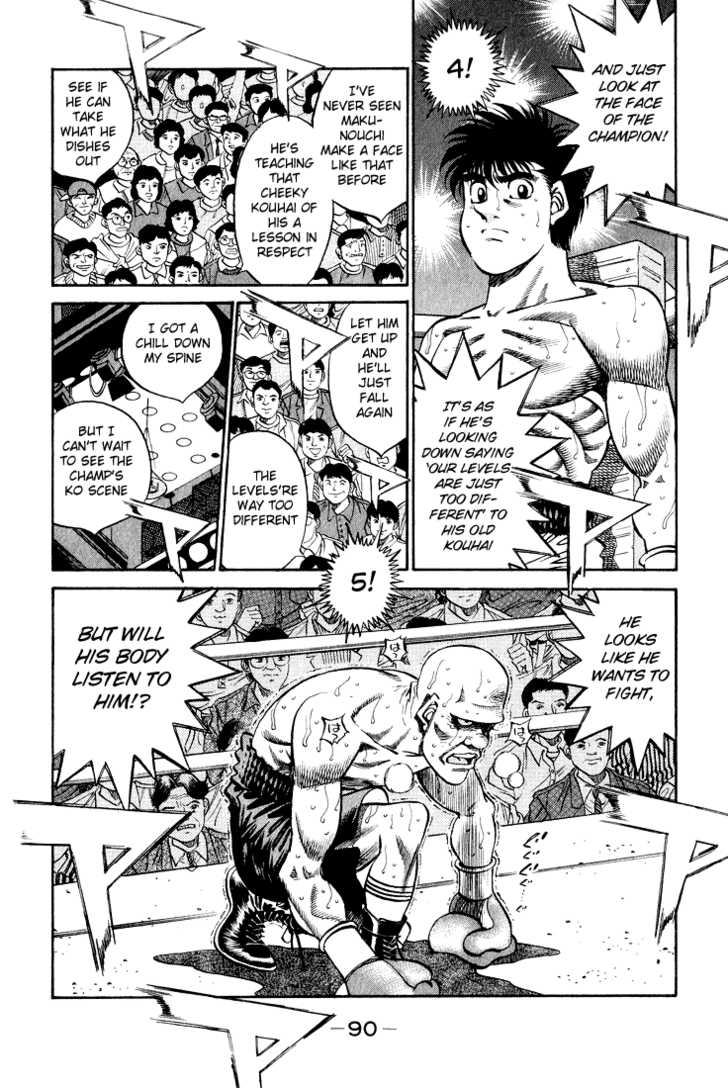 AND JUST
LOOK AT
THE FACE
OF THE
CHAMPION!
4!
IT'S AS
IF HE'S
LOOKING
DOWN SAYING
'OUR LEVELS
ARE JUST
TOO DIF-
FERENT' TO
HIS OLD
KOUHAI
I'VE
NEVER SEEN
MAKU-
NOUCHI
MAKE A FACE
LIKE THAT
BEFORE
HE'S
TEACHING
THAT
CHEEKY
KOUHAI OF
HIS A
LESSON IN
RESPECT
SEE IF
HE CAN
TAKE
WHAT HE
DISHES
OUT
LET HIM
GET UP
AND
HE'LL
JUST
FALL
AGAIN
THE
LEVELS'RE
WAY TOO
DIFFERENT
I GOT A
CHILL DOWN
MY SPINE
BUT I
CAN'T WAIT
TO SEE THE
CHAMP'S
KO SCENE
5!
HE
LOOKS
LIKE HE
WANTS TO
FIGHT,
BUT WILL
HIS BODY
LISTEN TO
HIM!?
-90-